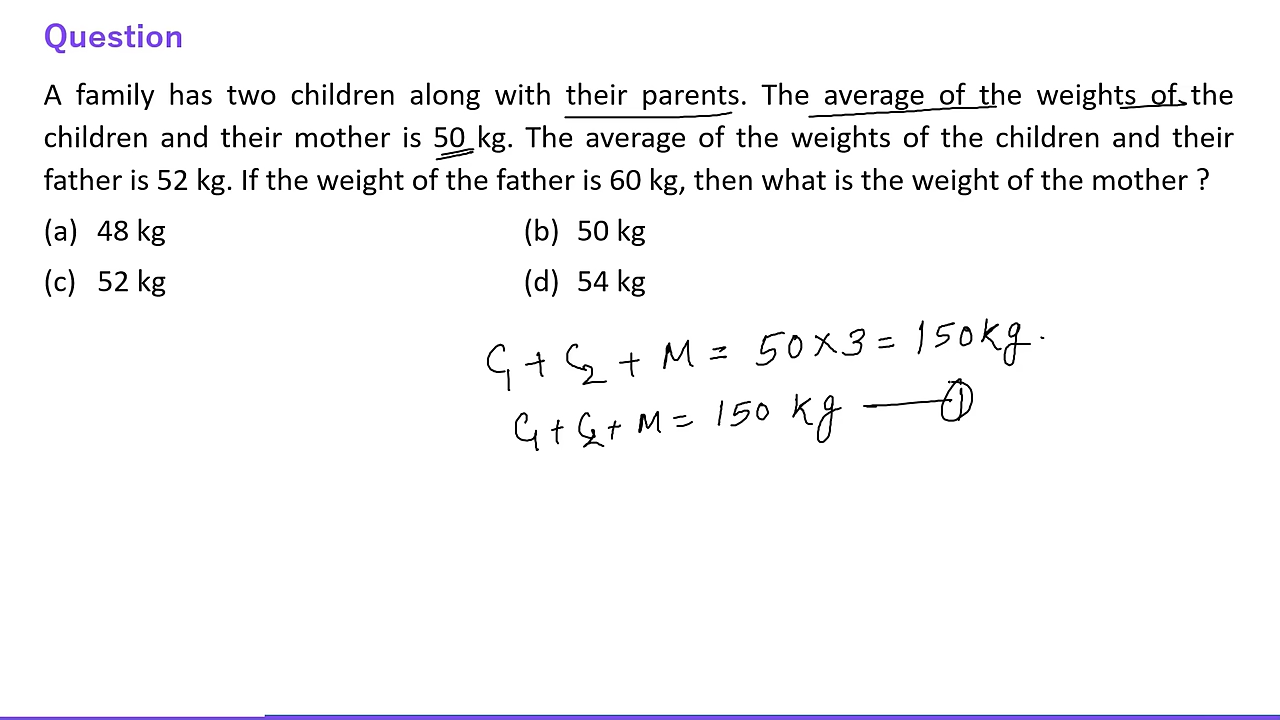 Question
A family has two children along with their parents. The average of the weights of the
children and their mother is 50 kg. The average of the weights of the children and their
father is 52 kg. If the weight of the father is 60 kg, then what is the weight of the mother ?
(a) 48 kg (b) 50 kg
(c) 52 kg (d) 54 kg
C1 + C2 + M = 50 × 3 = 150 kg.
C1 + C2 + M = 150 kg — ①